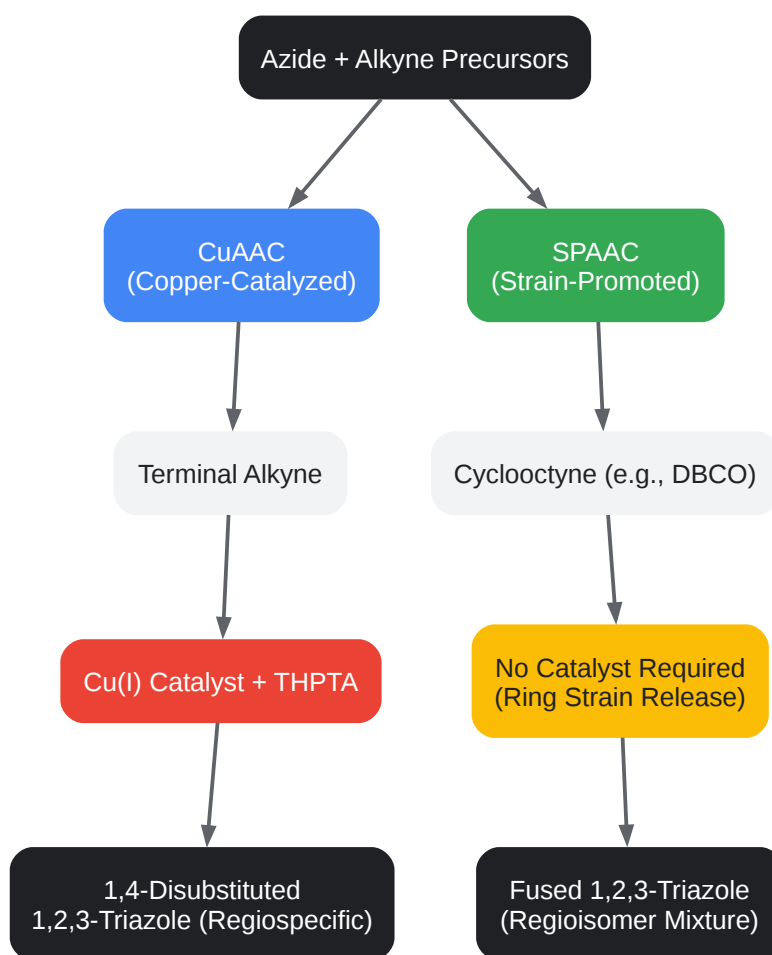 Azide + Alkyne Precursors
CuAAC
(Copper-Catalyzed)
SPAAC
(Strain-Promoted)
Terminal Alkyne
Cyclooctyne (e.g., DBCO)
Cu(I) Catalyst + THPTA
No Catalyst Required
(Ring Strain Release)
1,4-Disubstituted
1,2,3-Triazole (Regiospecific)
Fused 1,2,3-Triazole
(Regioisomer Mixture)